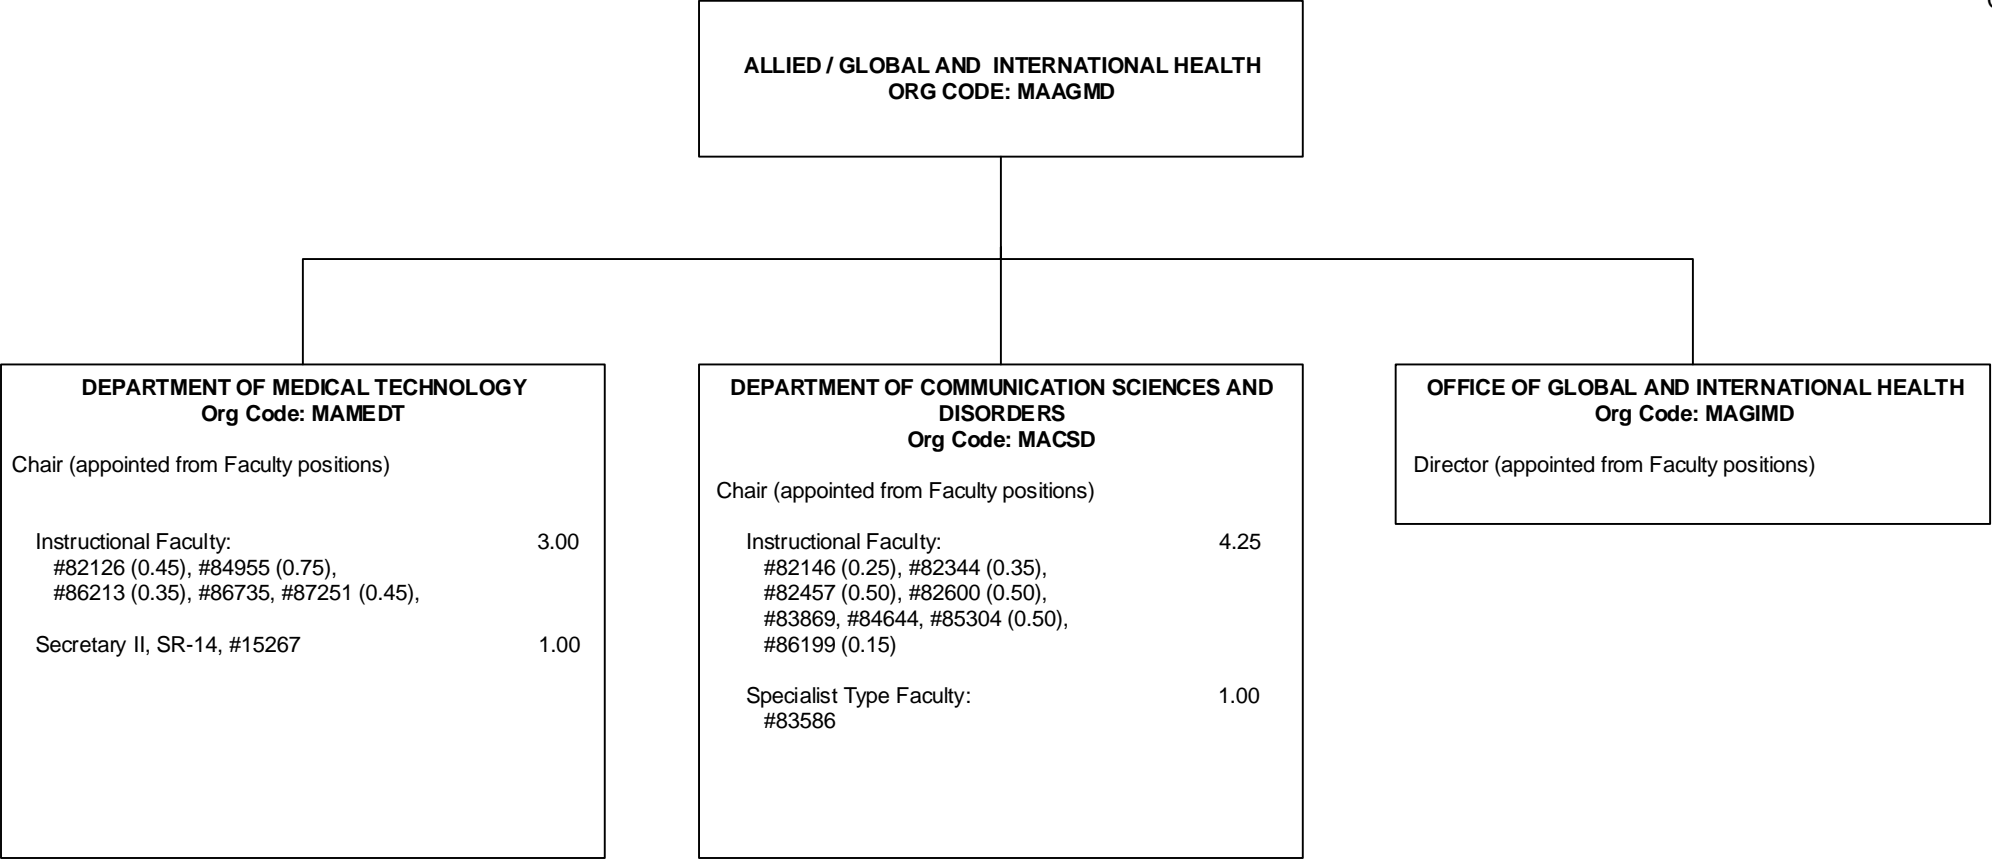 ALLIED / GLOBAL AND INTERNATIONAL HEALTH
ORG CODE: MAAGMD
DEPARTMENT OF MEDICAL TECHNOLOGY
Org Code: MAMEDT
Chair (appointed from Faculty positions)
Instructional Faculty: 3.00
#82126 (0.45), #84955 (0.75),
#86213 (0.35), #86735, #87251 (0.45),
Secretary II, SR-14, #15267 1.00
DEPARTMENT OF COMMUNICATION SCIENCES AND
DISORDERS
Org Code: MACSD
Chair (appointed from Faculty positions)
Instructional Faculty: 4.25
#82146 (0.25), #82344 (0.35),
#82457 (0.50), #82600 (0.50),
#83869, #84644, #85304 (0.50),
#86199 (0.15)
Specialist Type Faculty: 1.00
#83586
OFFICE OF GLOBAL AND INTERNATIONAL HEALTH
Org Code: MAGIMD
Director (appointed from Faculty positions)